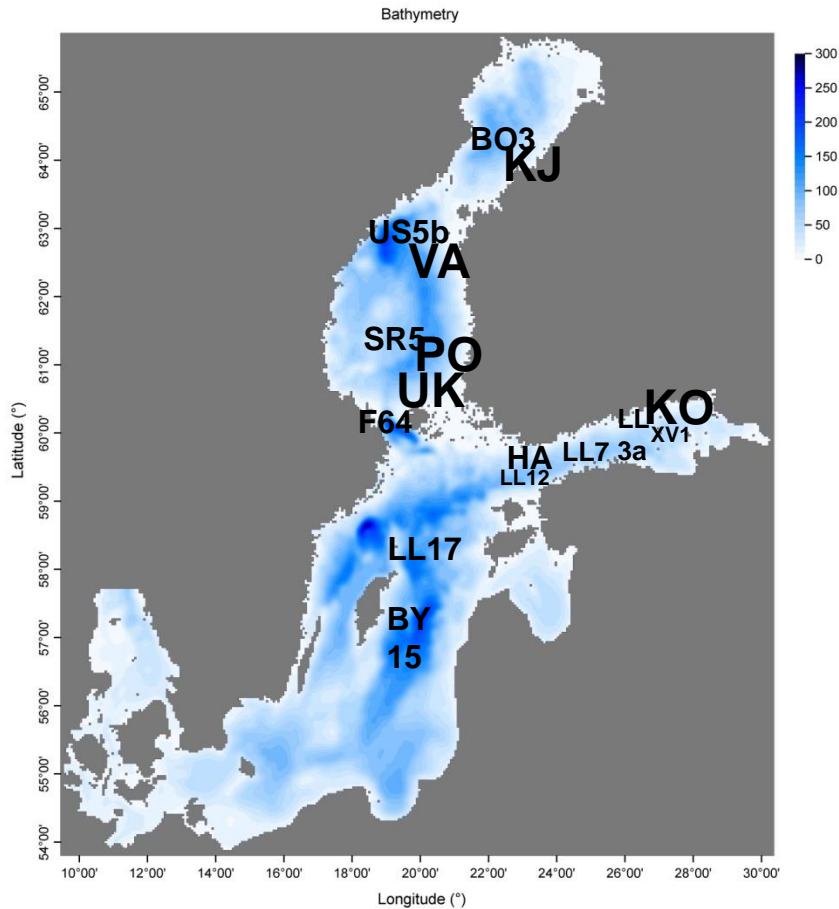 Bathymetry
300
250
200
150
100
50
0
65°00'
64°00'
63°00'
62°00'
61°00'
60°00'
59°00'
58°00'
57°00'
56°00'
55°00'
54°00'
Latitude (°)
BO3
KJ
US5b
VA
SR5
PO
UK
F64
KO
LL
XV1
HA
LL7 3a
LL12
LL17
BY
15
10°00' 12°00' 14°00' 16°00' 18°00' 20°00' 22°00' 24°00' 26°00' 28°00' 30°00'
Longitude (°)